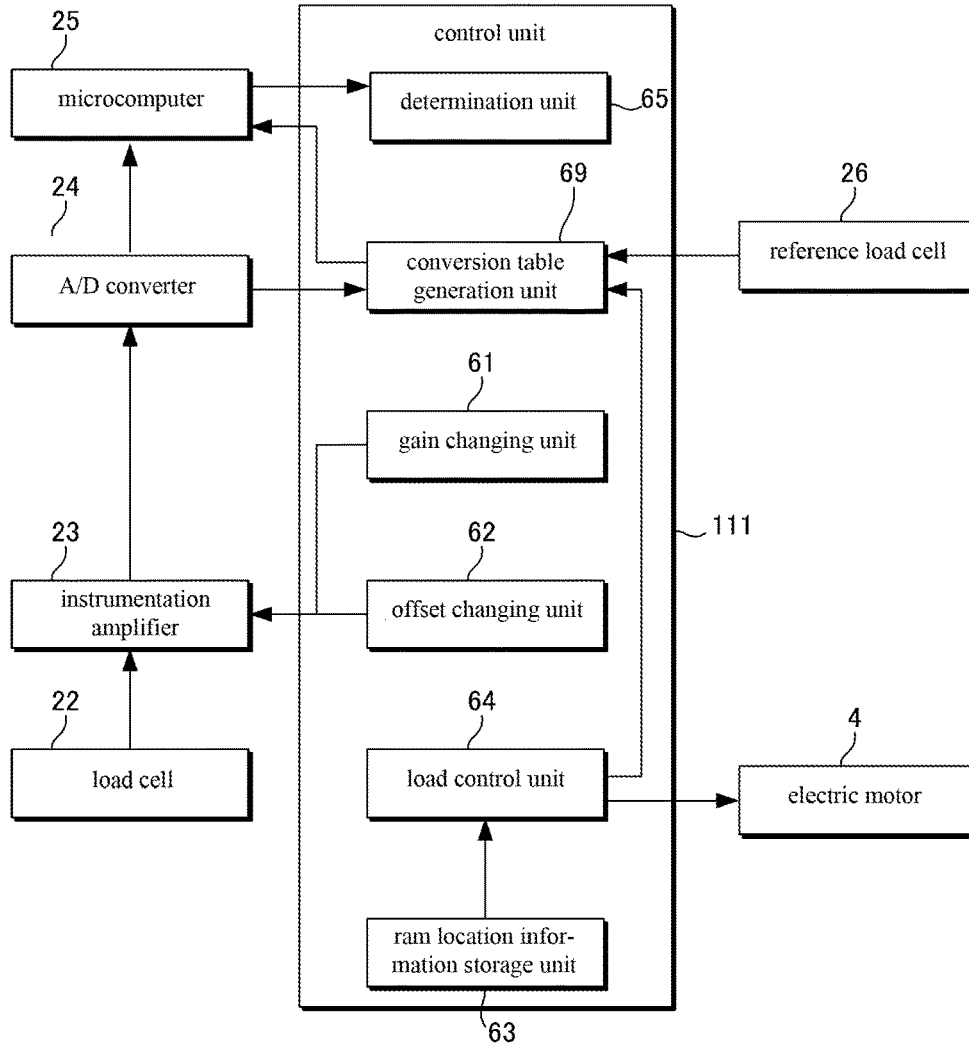 control unit
25
microcomputer
determination unit
65
24
69
26
A/D converter
conversion table
generation unit
reference load cell
61
gain changing unit
111
23
62
instrumentation
amplifier
offset changing unit
22
64
4
load cell
load control unit
electric motor
ram location infor-
mation storage unit
63